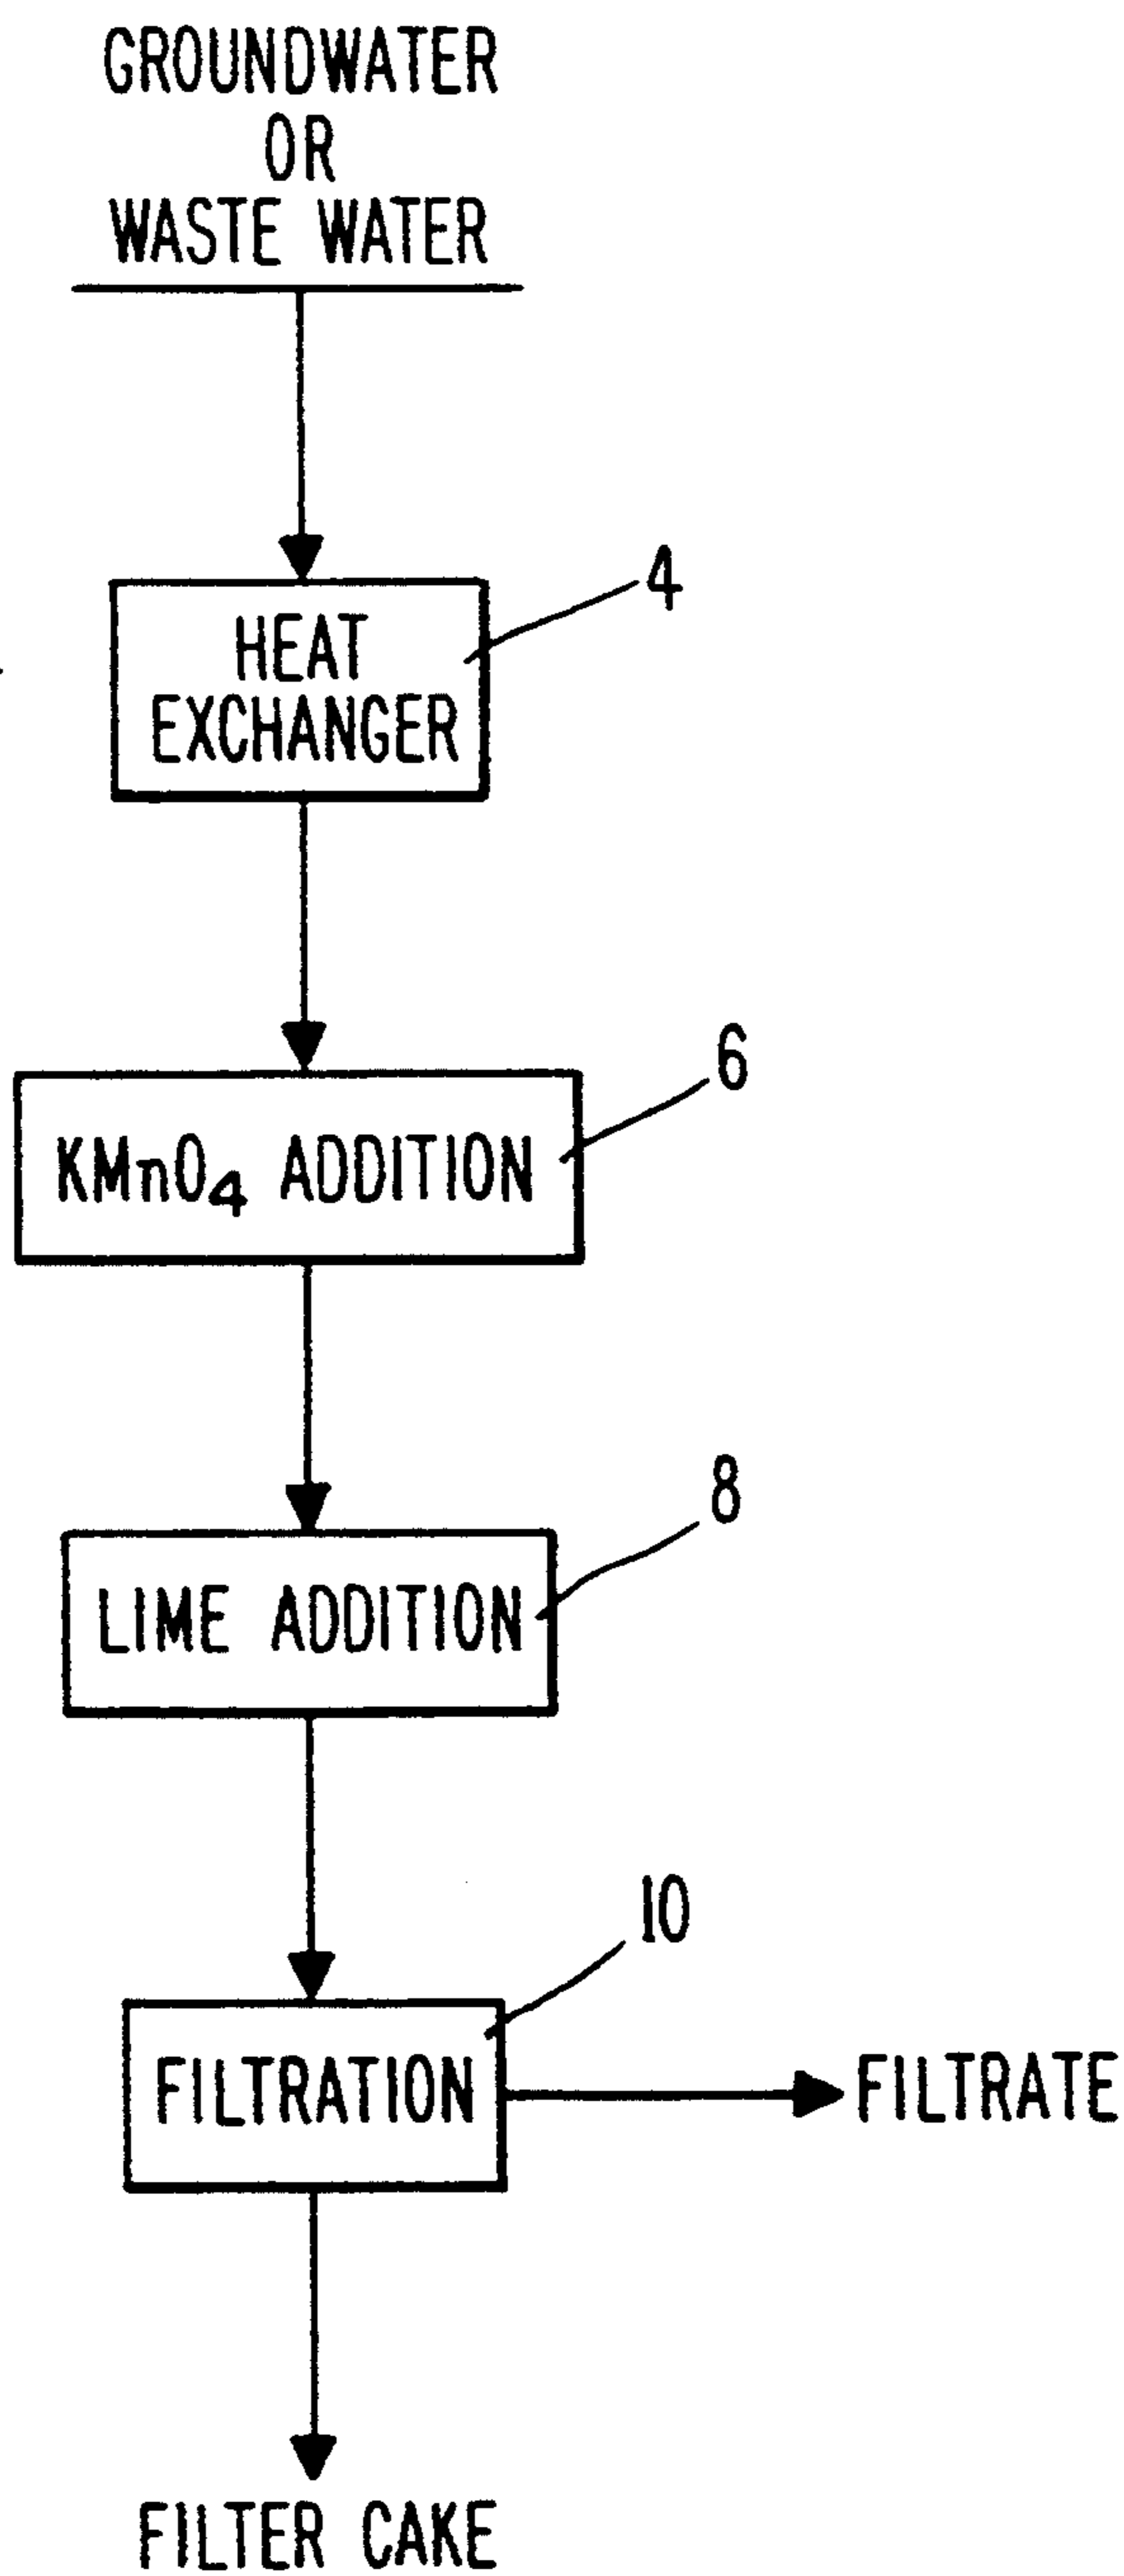 GROUNDWATER
OR
WASTE WATER
4
HEAT
EXCHANGER
6
KMnO4 ADDITION
8
LIME ADDITION
10
FILTRATION
FILTRATE
FILTER CAKE